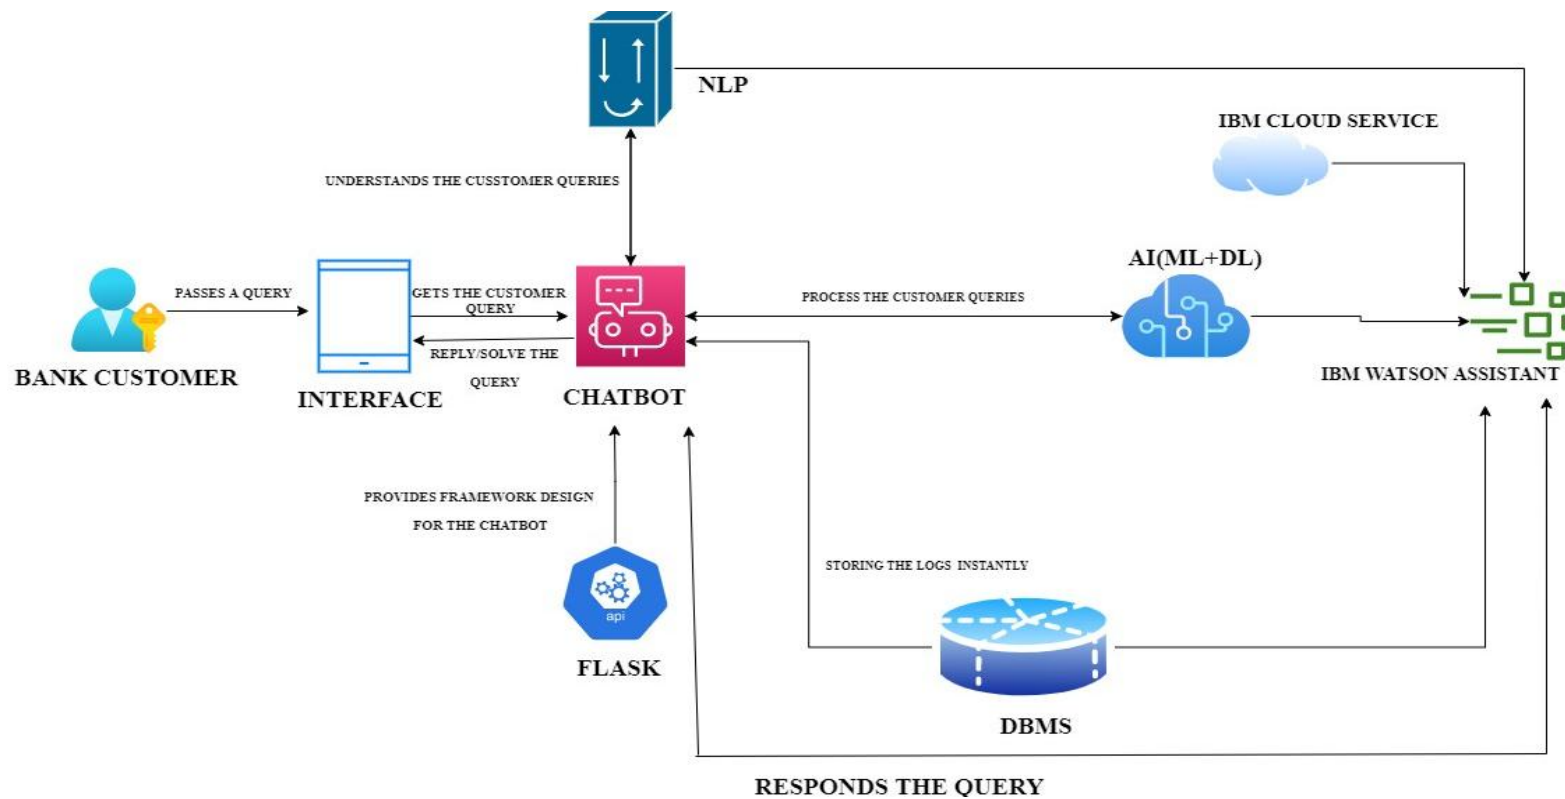 NLP
IBM CLOUD SERVICE
UNDERSTANDS THE CUSSTOMER QUERIES
AI(ML+DL)
PASSES A QUERY
GETS THE CUSTOMER
QUERY
PROCESS THE CUSTOMER QUERIES
REPLY/SOLVE THE
QUERY
BANK CUSTOMER
INTERFACE
CHATBOT
IBM WATSON ASSISTANT
PROVIDES FRAMEWORK DESIGN
FOR THE CHATBOT
STORING THE LOGS INSTANTLY
api
FLASK
DBMS
RESPONDS THE QUERY